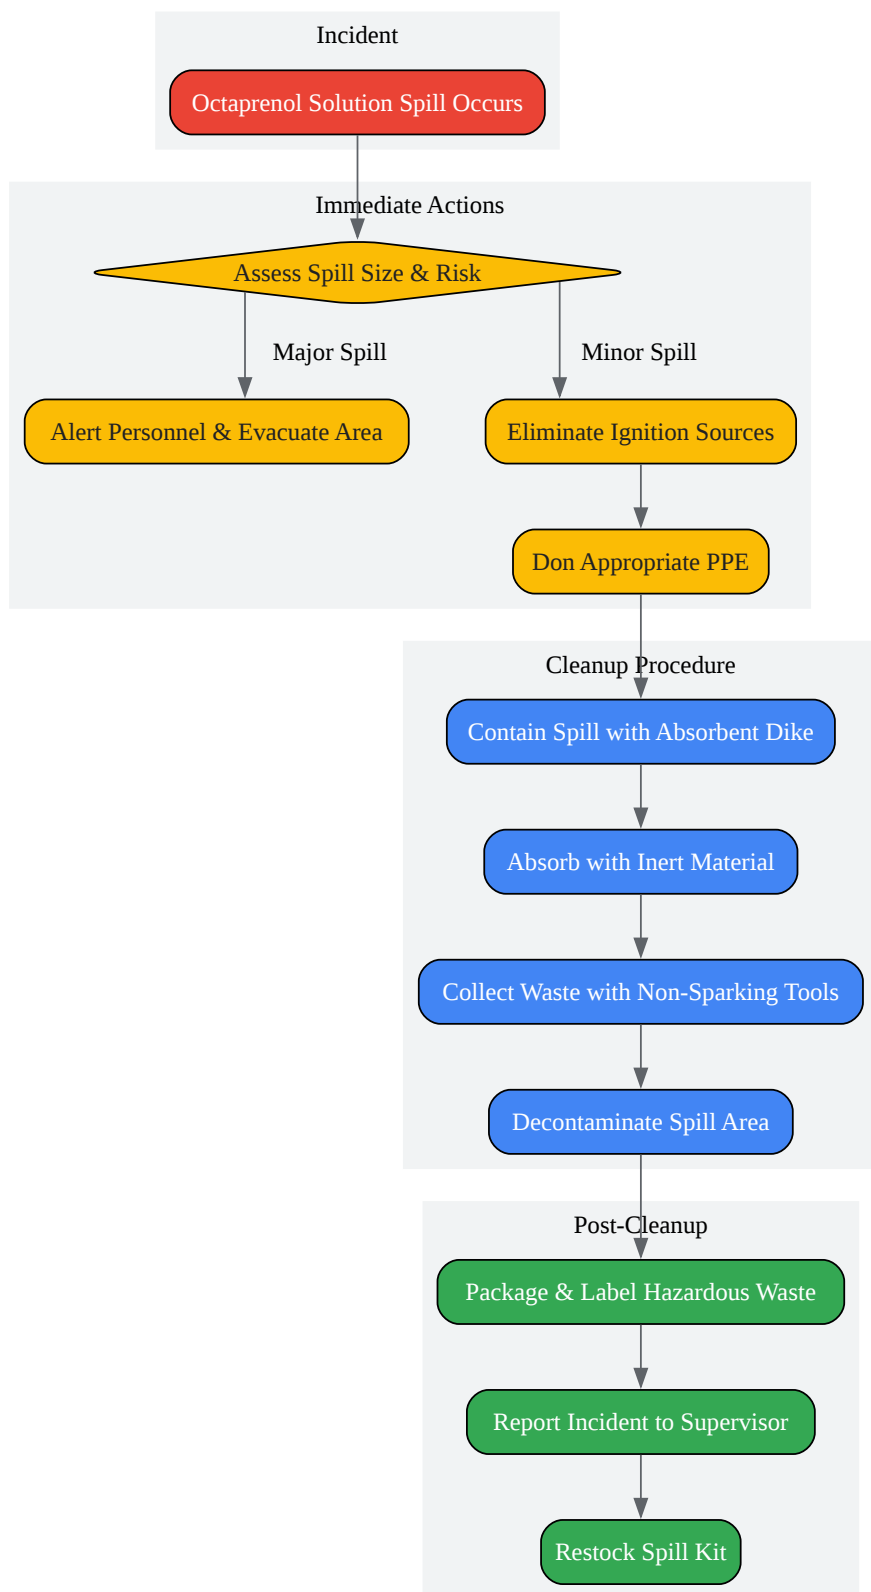 Incident
Octaprenol Solution Spill Occurs
Immediate Actions
Assess Spill Size & Risk
Major Spill
Minor Spill
Alert Personnel & Evacuate Area
Eliminate Ignition Sources
Don Appropriate PPE
Cleanup Procedure
Contain Spill with Absorbent Dike
Absorb with Inert Material
Collect Waste with Non-Sparking Tools
Decontaminate Spill Area
Post-Cleanup
Package & Label Hazardous Waste
Report Incident to Supervisor
Restock Spill Kit